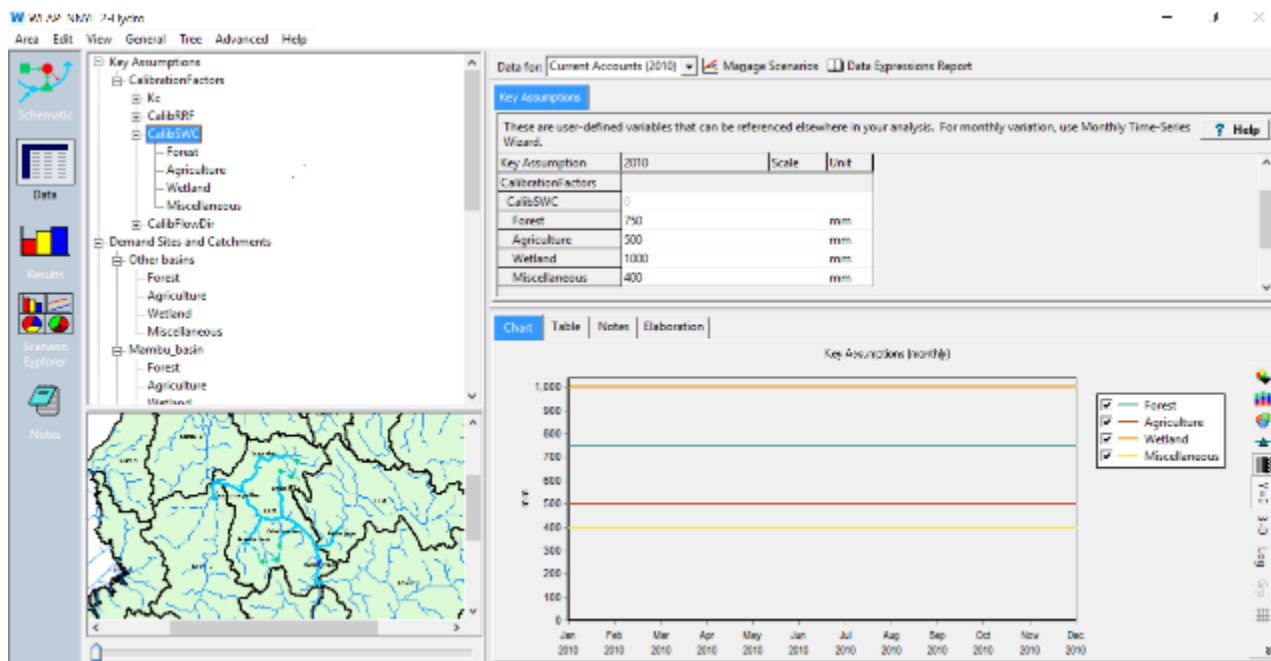 Area Edit View General Tree Advanced Help
Schematic
Data
Results
Scenario
Explorer
Notes
Key Assumptions
CalibrationFactors
Kc
CalibRRF
CalibSWC
Forest
Agriculture
Wetland
Miscellaneous
CalibFlowDir
Demand Sites and Catchments
Other basins
Forest
Agriculture
Wetland
Miscellaneous
Mambu_basin
Forest
Agriculture
Wetland
Data for: Current Accounts (2010) Manage Scenarios Data Expressions Report
Key Assumptions
These are user-defined variables that can be referenced elsewhere in your analysis. For monthly variation, use Monthly Time-Series
Wizard.
? Help
Key Assumption 2010 Scale Unit
CalibrationFactors
CalibSWC 0
Forest 750 mm
Agriculture 500 mm
Wetland 1000 mm
Miscellaneous 400 mm
Chart Table Notes Elaboration
Key Assumptions (monthly)
1,000
900
800
700
600
500
400
300
200
100
0
mm
Jan Feb Mar Apr May Jun Jul Aug Sep Oct Nov Dec
2010 2010 2010 2010 2010 2010 2010 2010 2010 2010 2010 2010
Forest
Agriculture
Wetland
Miscellaneous
3-D
Log